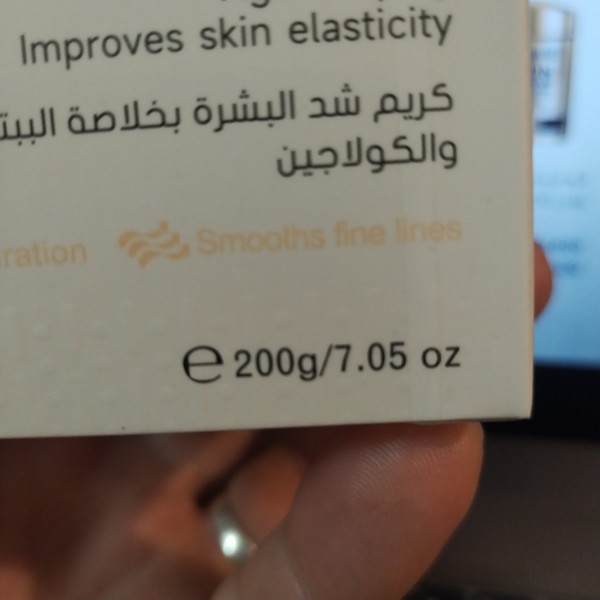 Improves skin elasticity
كريم شد البشرة بخلاصة
والكولاجين
Smooths fine lines
℮ 200g/7.05 oz